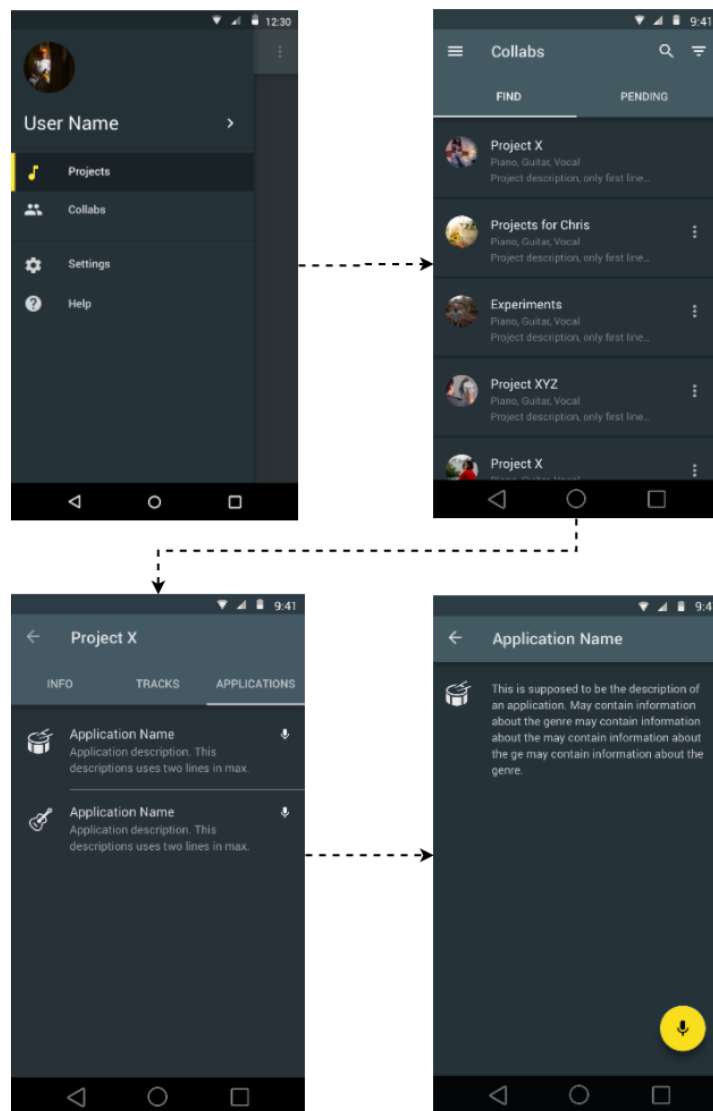 12:30
User Name
Projects
Collabs
Settings
Help
9:41
Collabs
FIND PENDING
Project X
Piano, Guitar, Vocal
Project description, only first line...
Projects for Chris
Piano, Guitar, Vocal
Project description, only first line...
Experiments
Piano, Guitar, Vocal
Project description, only first line...
Project XYZ
Piano, Guitar, Vocal
Project description, only first line...
Project X
Piano, Guitar, Vocal
9:41
Project X
INFO TRACKS APPLICATIONS
Application Name
Application description. This
descriptions uses two lines in max.
Application Name
Application description. This
descriptions uses two lines in max.
9:4
Application Name
This is supposed to be the description of
an application. May contain information
about the genre may contain information
about the may contain information about
the ge may contain information about the
genre.